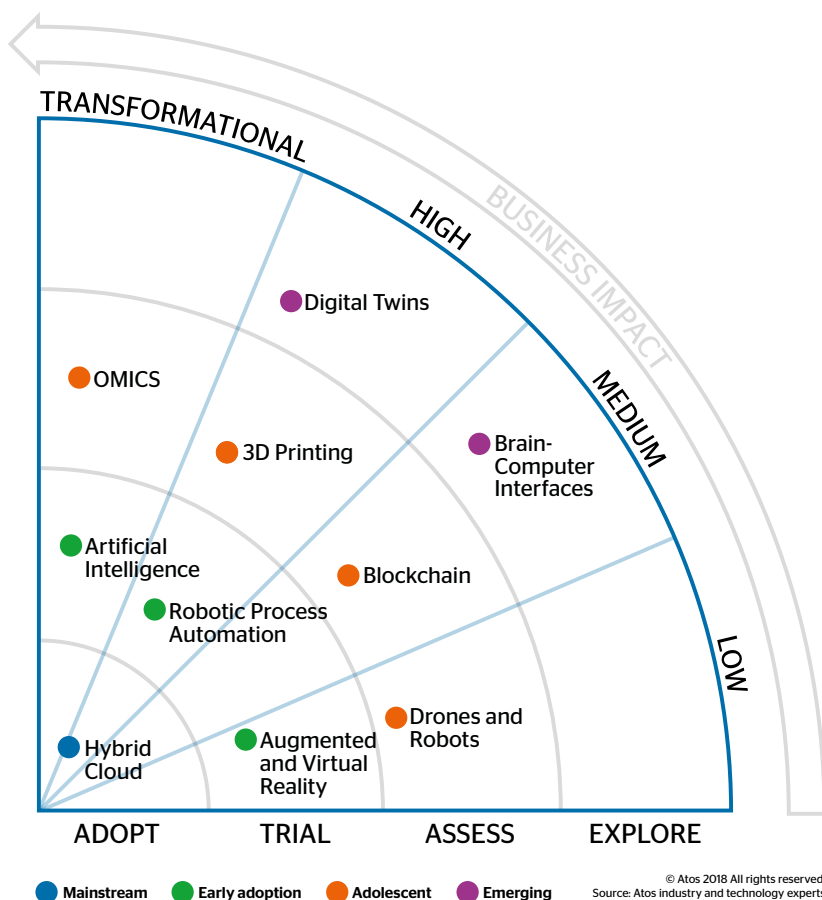 TRANSFORMATIONAL
HIGH
BUSINESS IMPACT
MEDIUM
LOW
Digital Twins
OMICS
3D Printing
Brain-
Computer
Interfaces
Artificial
Intelligence
Blockchain
Robotic Process
Automation
Drones and
Robots
Augmented
and Virtual
Reality
Hybrid
Cloud
ADOPT
TRIAL
ASSESS
EXPLORE
Mainstream
Early adoption
Adolescent
Emerging
© Atos 2018 All rights reserved
Source: Atos industry and technology experts